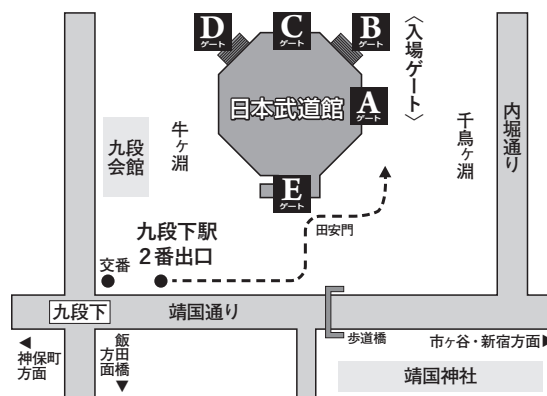 D
ゲート
C
ゲート
B
ゲート
〈入場ゲート〉
日本武道館
A
ゲート
内堀通り
千鳥ヶ淵
牛ヶ淵
九段
会館
E
ゲート
田安門
九段下駅
2番出口
交番
九段下
靖国通り
歩道橋
神保町
方面
飯田橋
方面
市ヶ谷・新宿方面
靖国神社